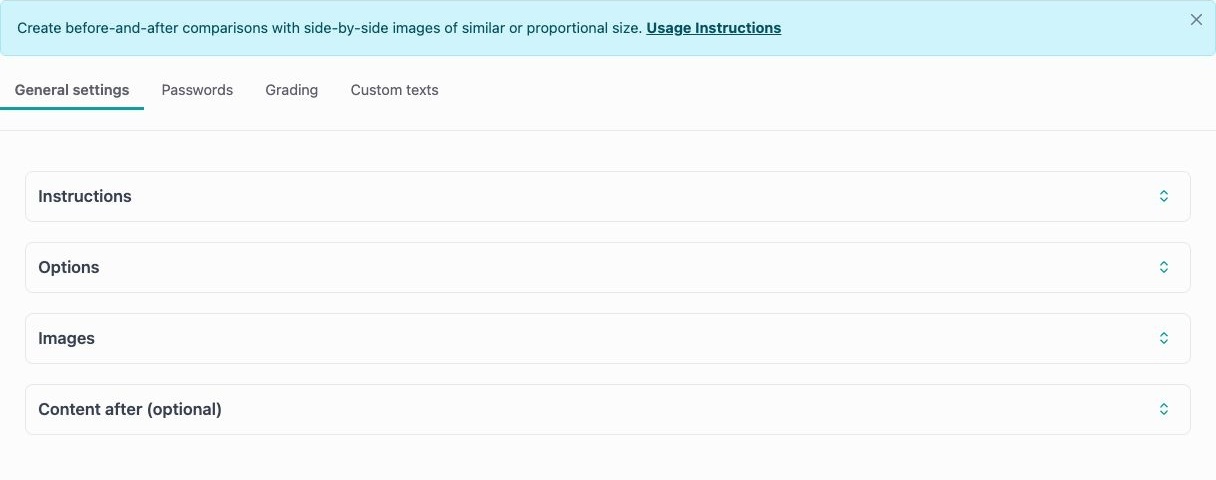 Create before-and-after comparisons with side-by-side images of similar or proportional size. Usage Instructions
General settings Passwords Grading Custom texts
Instructions
Options
Images
Content after (optional)